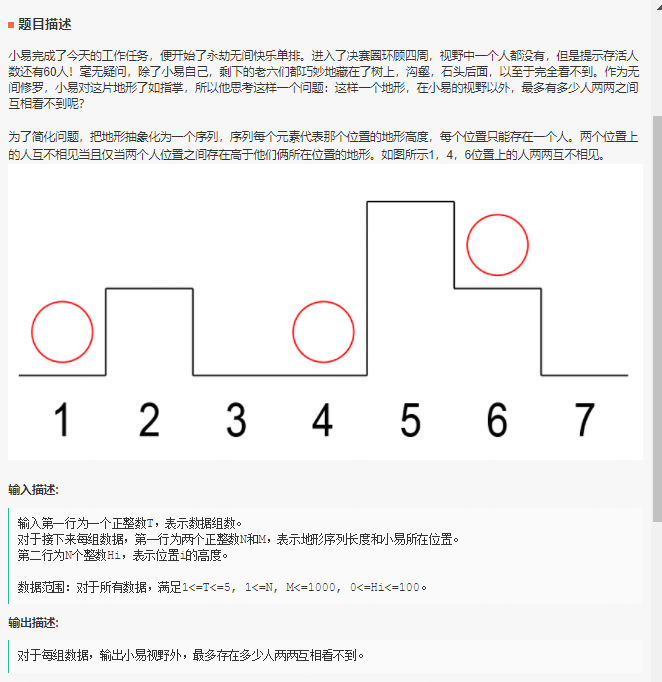 题目描述
小易完成了今天的工作任务，便开始了永劫无间快乐单排。进入了决赛圈环顾四周，视野中一个人都没有，但是提示存活人
数还有60人！毫无疑问，除了小易自己，剩下的老六们都巧妙地藏在了树上，沟壑，石头后面，以至于完全看不到。作为无
间修罗，小易对这片地形了如指掌，所以他思考这样一个问题：这样一个地形，在小易的视野以外，最多有多少人两两之间
互相看不到呢？
为了简化问题，把地形抽象化为一个序列，序列每个元素代表那个位置的地形高度，每个位置只能存在一个人。两个位置上
的人互不相见当且仅当两个人位置之间存在高于他们俩所在位置的地形。如图所示1，4，6位置上的人两两互不相见。
1 2 3 4 5 6 7
输入描述:
输入第一行为一个正整数T，表示数据组数。
对于接下来每组数据，第一行为两个正整数N和M，表示地形序列长度和小易所在位置。
第二行为N个整数Hi，表示位置i的高度。
数据范围：对于所有数据，满足1<=T<=5, 1<=N, M<=1000, 0<=Hi<=100。
输出描述:
对于每组数据，输出小易视野外，最多存在多少人两两互相看不到。